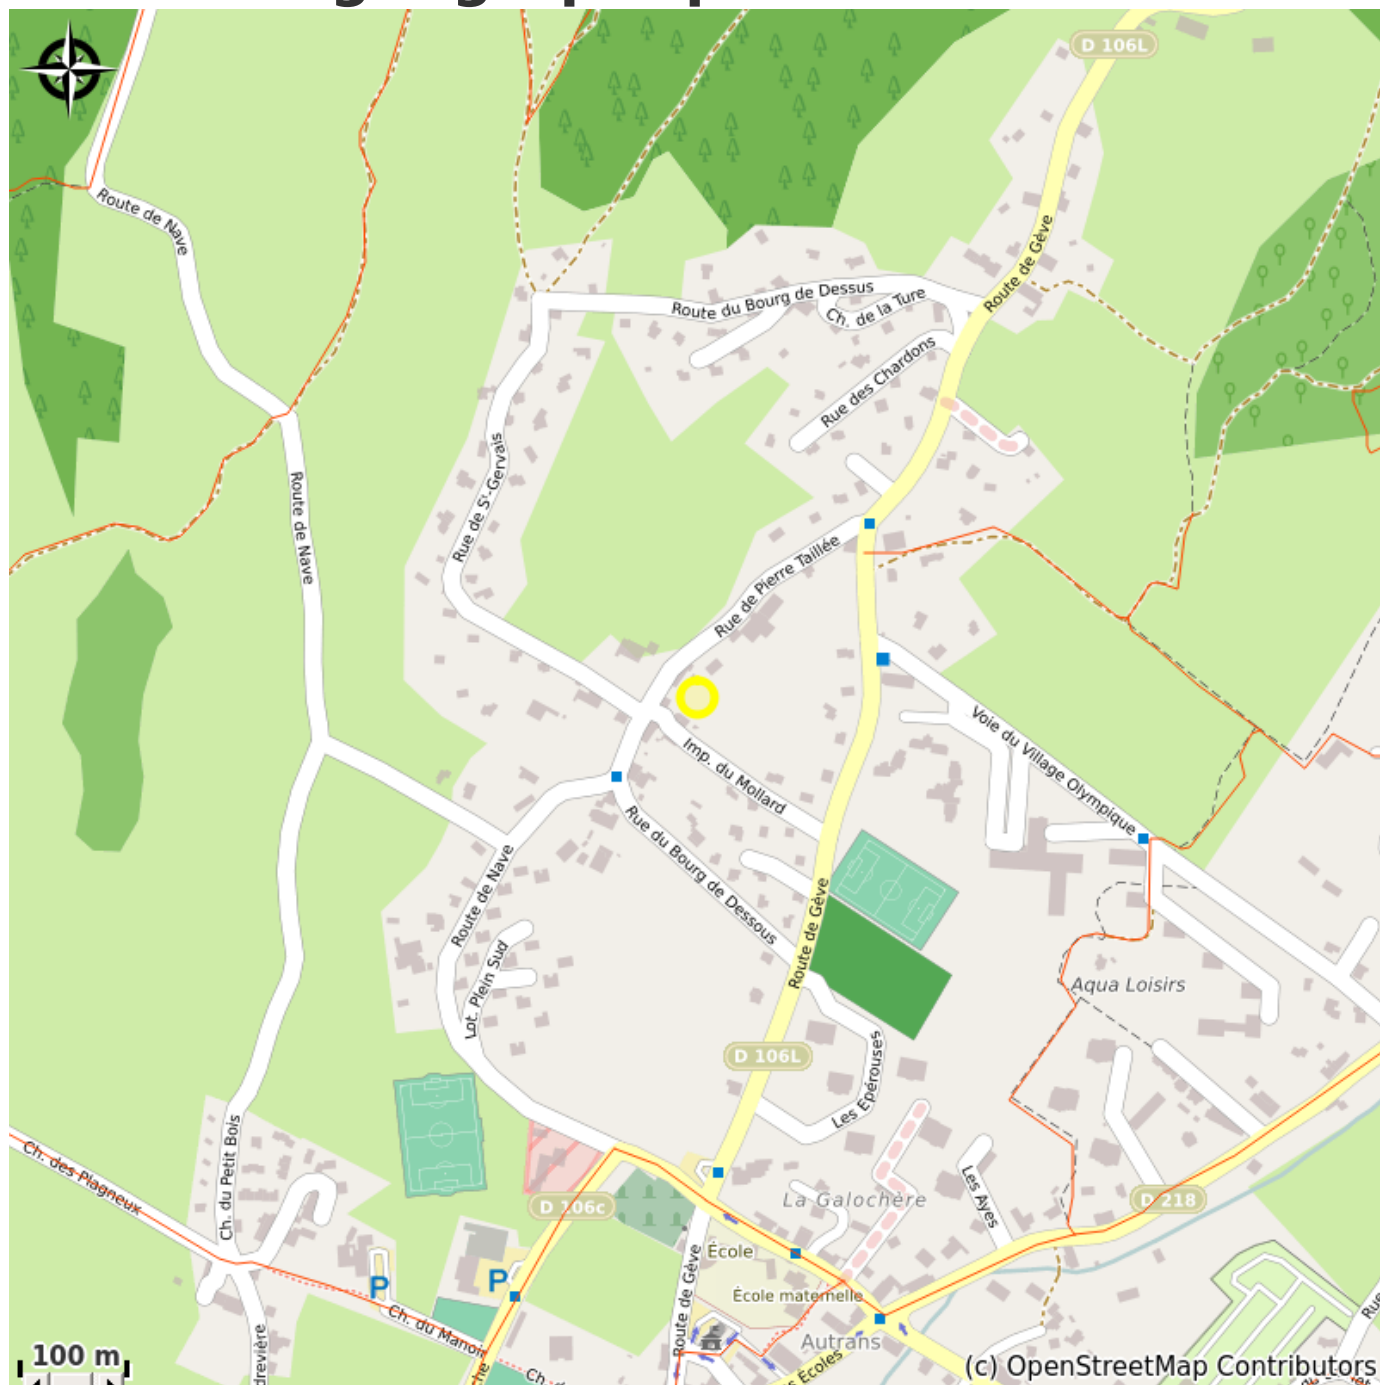 D 106L
Route de Nave
Route de Gève
Route du Bourg de Dessus
Ch. de la Ture
Rue des Chardons
Rue de St-Gervais
Route de Nave
Rue de Pierre Taillée
Voie du Village Olympique
Imp. du Mollard
Rue du Bourg de Dessous
Route de Nave
Route de Gève
Lot. Plein Sud
Aqua Loisirs
D 106L
Les Epérouses
Ch. du Petit Bois
Ch. des Plagneux
Les Ayes
La Galochère
D 218
D 106c
École
P
P
École maternelle
Route de Gève
Ch. du Manoir
Autrans
100 m
(c) OpenStreetMap Contributors